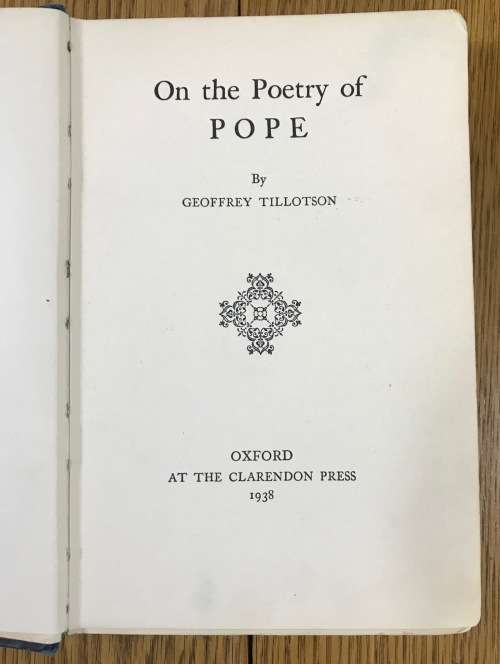 On the Poetry of
POPE
By
GEOFFREY TILLOTSON
OXFORD
AT THE CLARENDON PRESS
1938